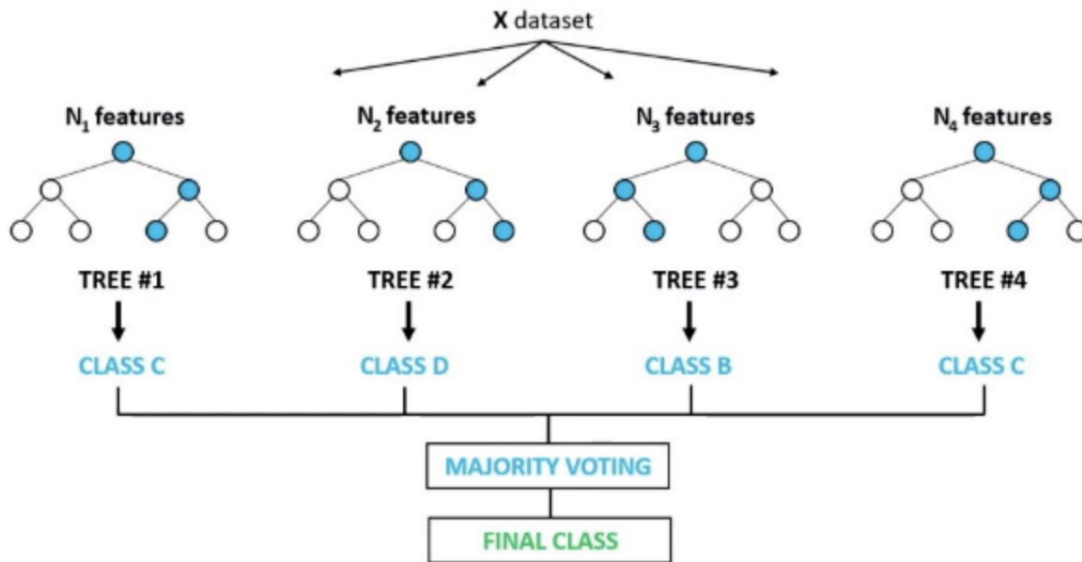 X dataset
N₁ features N₂ features N₃ features N₄ features
TREE #1 TREE #2 TREE #3 TREE #4
CLASS C CLASS D CLASS B CLASS C
MAJORITY VOTING
FINAL CLASS